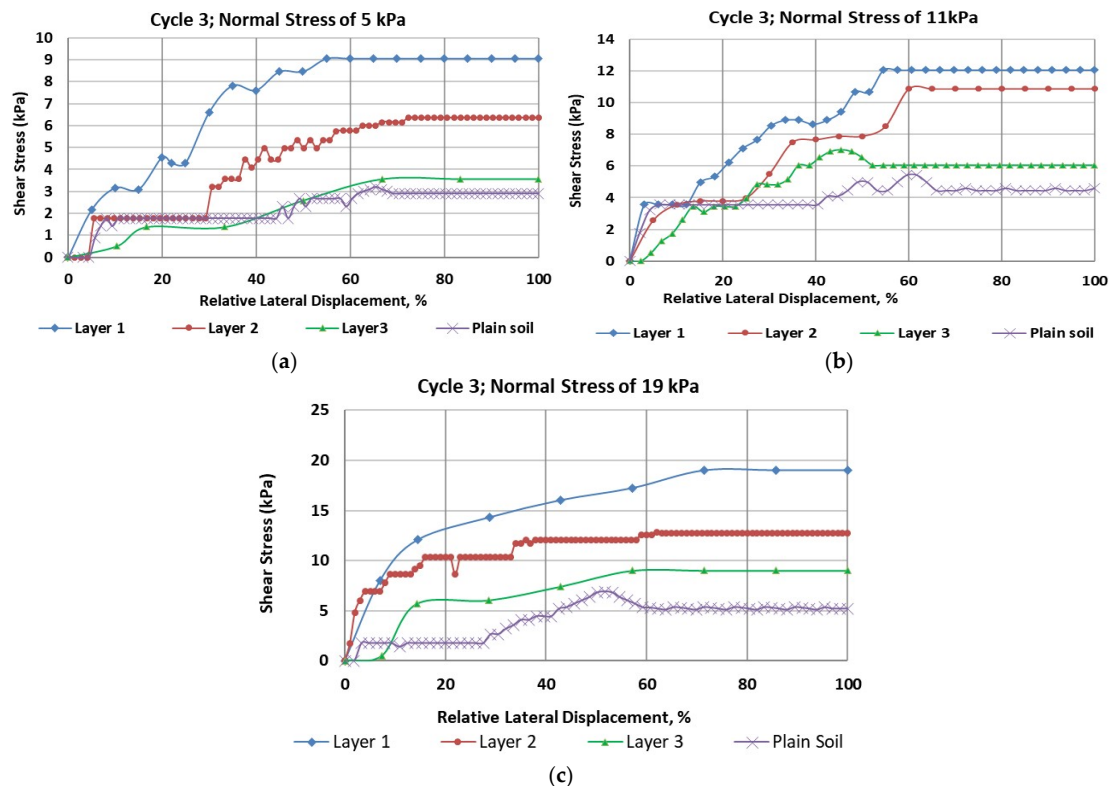 Cycle 3; Normal Stress of 5 kPa
Shear Stress (kPa)
10
9
8
7
6
5
4
3
2
1
0
0 20 40 60 80 100
Relative Lateral Displacement, %
Layer 1 Layer 2 Layer3 Plain soil
(a)
Cycle 3; Normal Stress of 11kPa
Shear Stress (kPa)
14
12
10
8
6
4
2
0
0 20 40 60 80 100
Relative Lateral Displacement, %
Layer 1 Layer 2 Layer 3 Plain soil
(b)
Cycle 3; Normal Stress of 19 kPa
Shear Stress (kPa)
25
20
15
10
5
0
0 20 40 60 80 100
Relative Lateral Displacement, %
Layer 1 Layer 2 Layer 3 Plain Soil
(c)